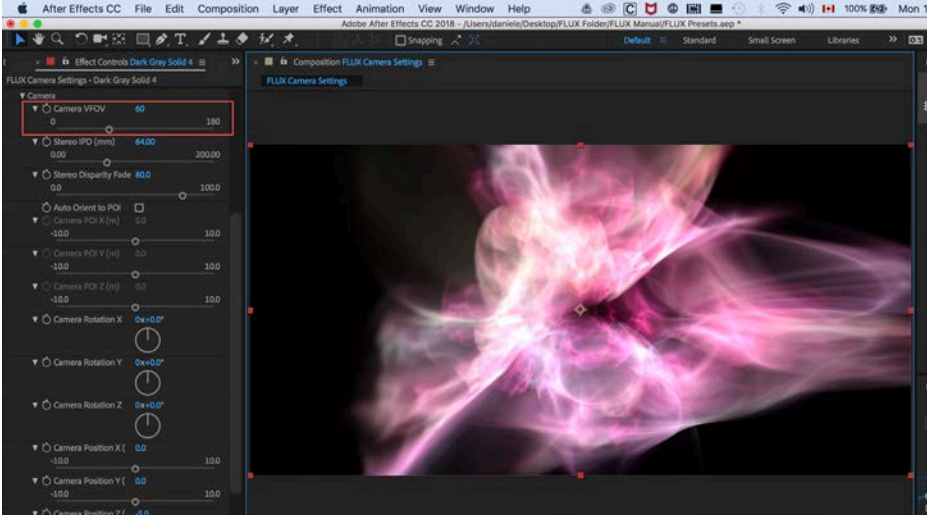 After Effects CC File Edit Composition Layer Effect Animation View Window Help 100% Mon 1
Adobe After Effects CC 2018 - /Users/daniele/Desktop/FLUX Folder/FLUX Manual/FLUX Presets.aep *
Snapping Default Standard Small Screen Libraries
Effect Controls Dark Gray Solid 4
Composition FLUX Camera Settings
FLUX Camera Settings • Dark Gray Solid 4
FLUX Camera Settings
Camera
Camera VFOV 60
0 180
Stereo IPD (mm) 64.00
0.00 200.00
Stereo Disparity Fade 80.0
0.0 100.0
Auto Orient to POI
Camera POI X (m) 0.0
-10.0 10.0
Camera POI Y (m) 0.0
-10.0 10.0
Camera POI Z (m) 0.0
-10.0 10.0
Camera Rotation X 0x+0.0°
Camera Rotation Y 0x+0.0°
Camera Rotation Z 0x+0.0°
Camera Position X ( 0.0
-10.0 10.0
Camera Position Y ( 0.0
-10.0 10.0
Camera Position Z ( -5.0